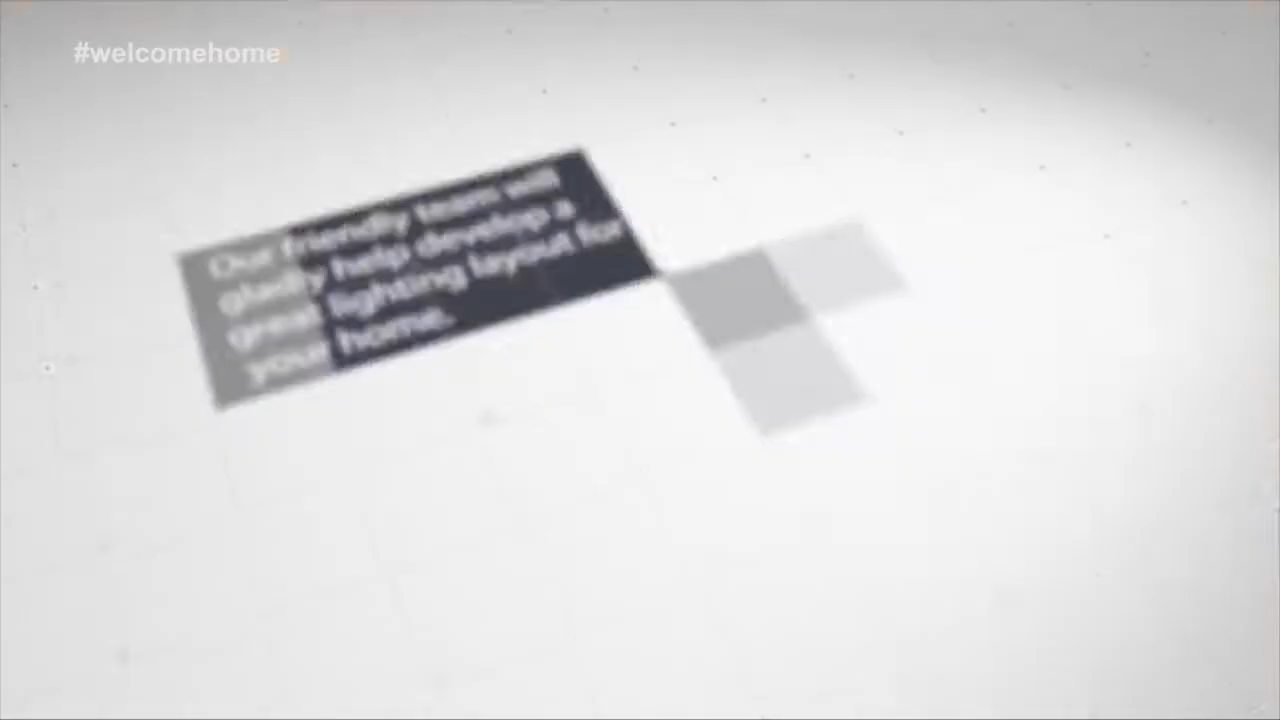 #welcomehome
Our friendly team will
gladly help develop a
great lighting layout for
your home.